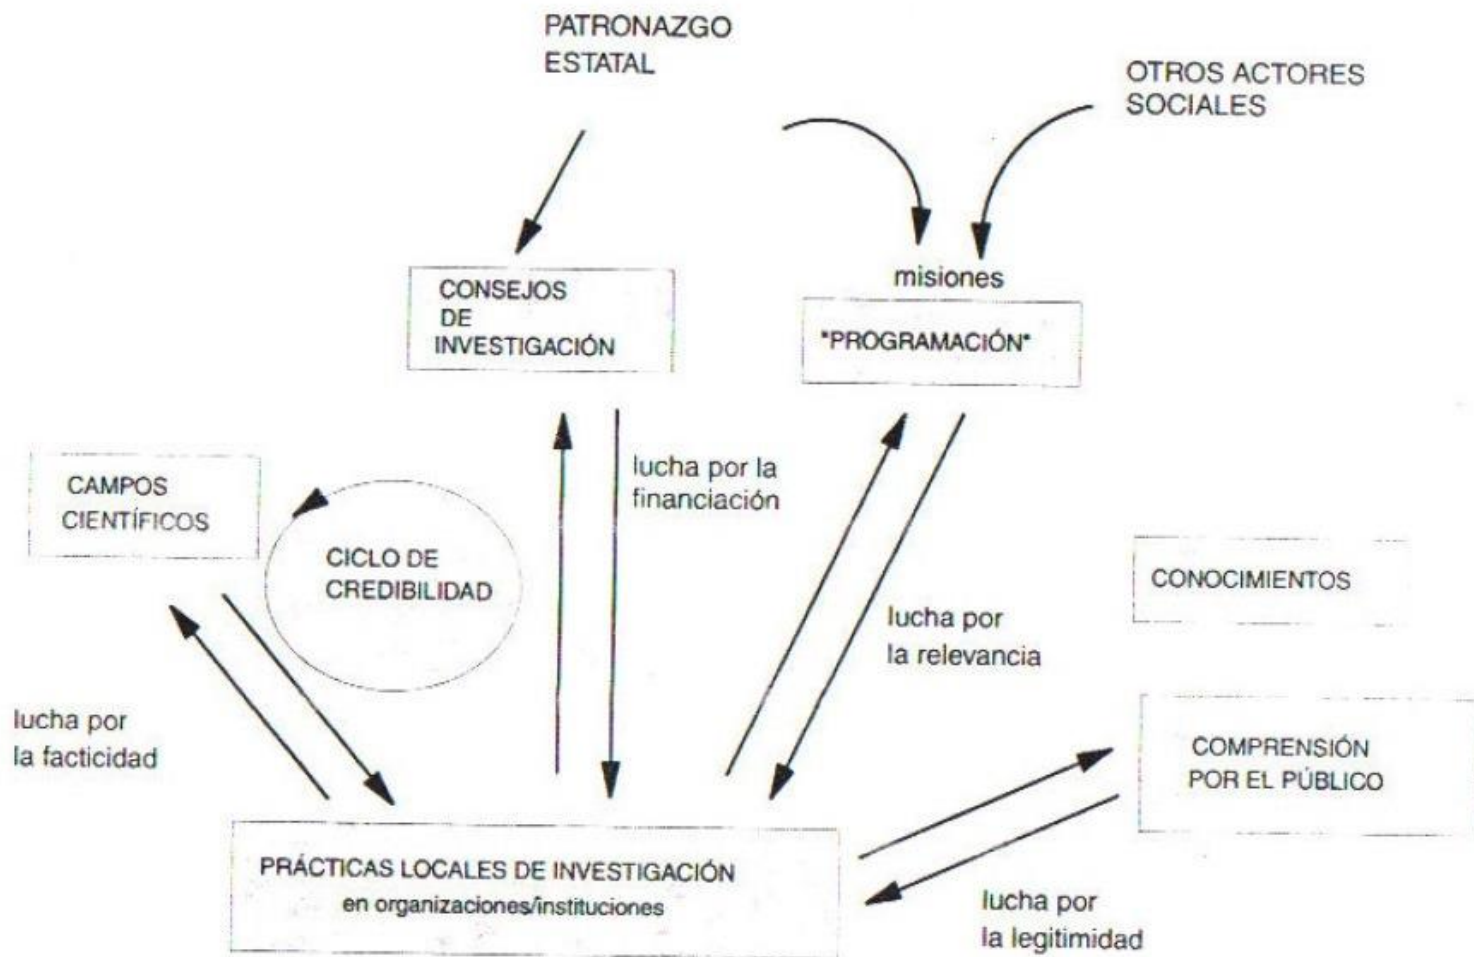 PATRONAZGO
ESTATAL
OTROS ACTORES
SOCIALES
CONSEJOS
DE
INVESTIGACIÓN
misiones
"PROGRAMACIÓN"
CAMPOS
CIENTÍFICOS
CICLO DE
CREDIBILIDAD
lucha por la
financiación
lucha por
la relevancia
CONOCIMIENTOS
lucha por
la facticidad
COMPRENSIÓN
POR EL PÚBLICO
PRÁCTICAS LOCALES DE INVESTIGACIÓN
en organizaciones/instituciones
lucha por
la legitimidad